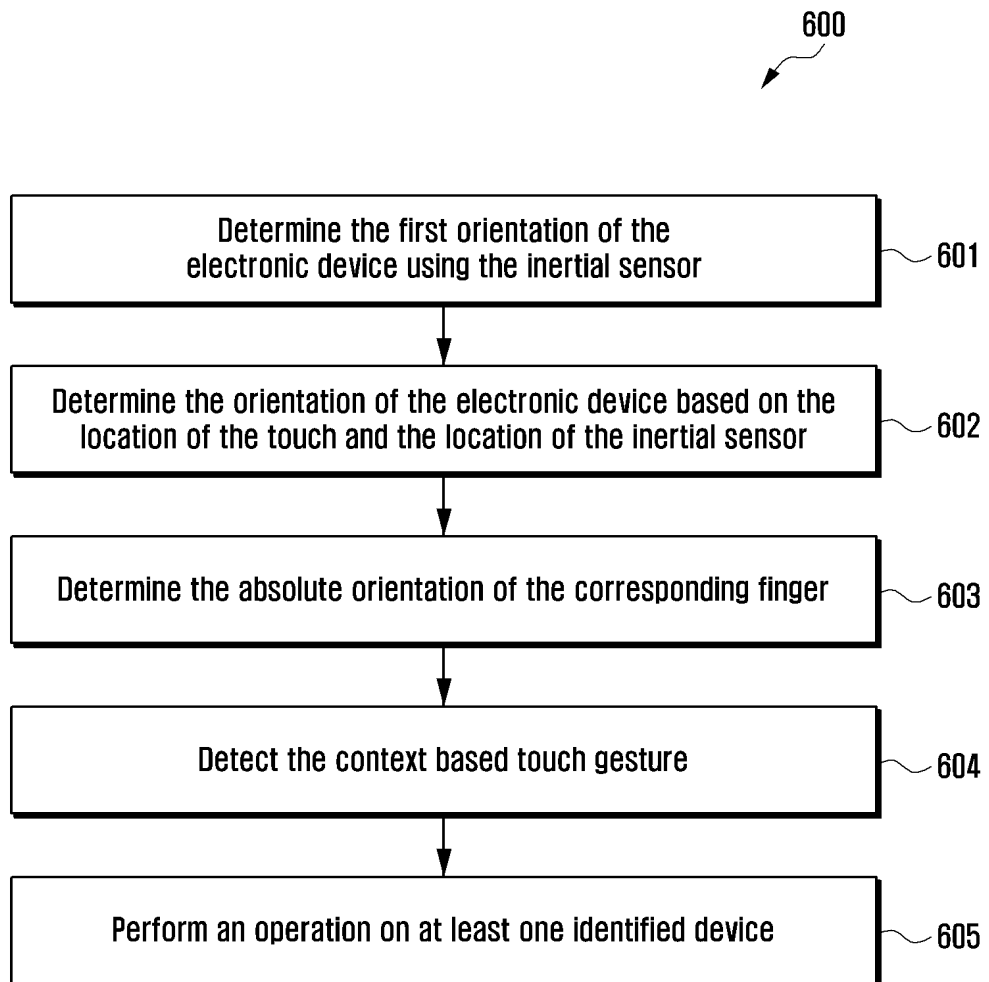 600
Determine the first orientation of the
electronic device using the inertial sensor
601
Determine the orientation of the electronic device based on the
location of the touch and the location of the inertial sensor
602
Determine the absolute orientation of the corresponding finger
603
Detect the context based touch gesture
604
Perform an operation on at least one identified device
605